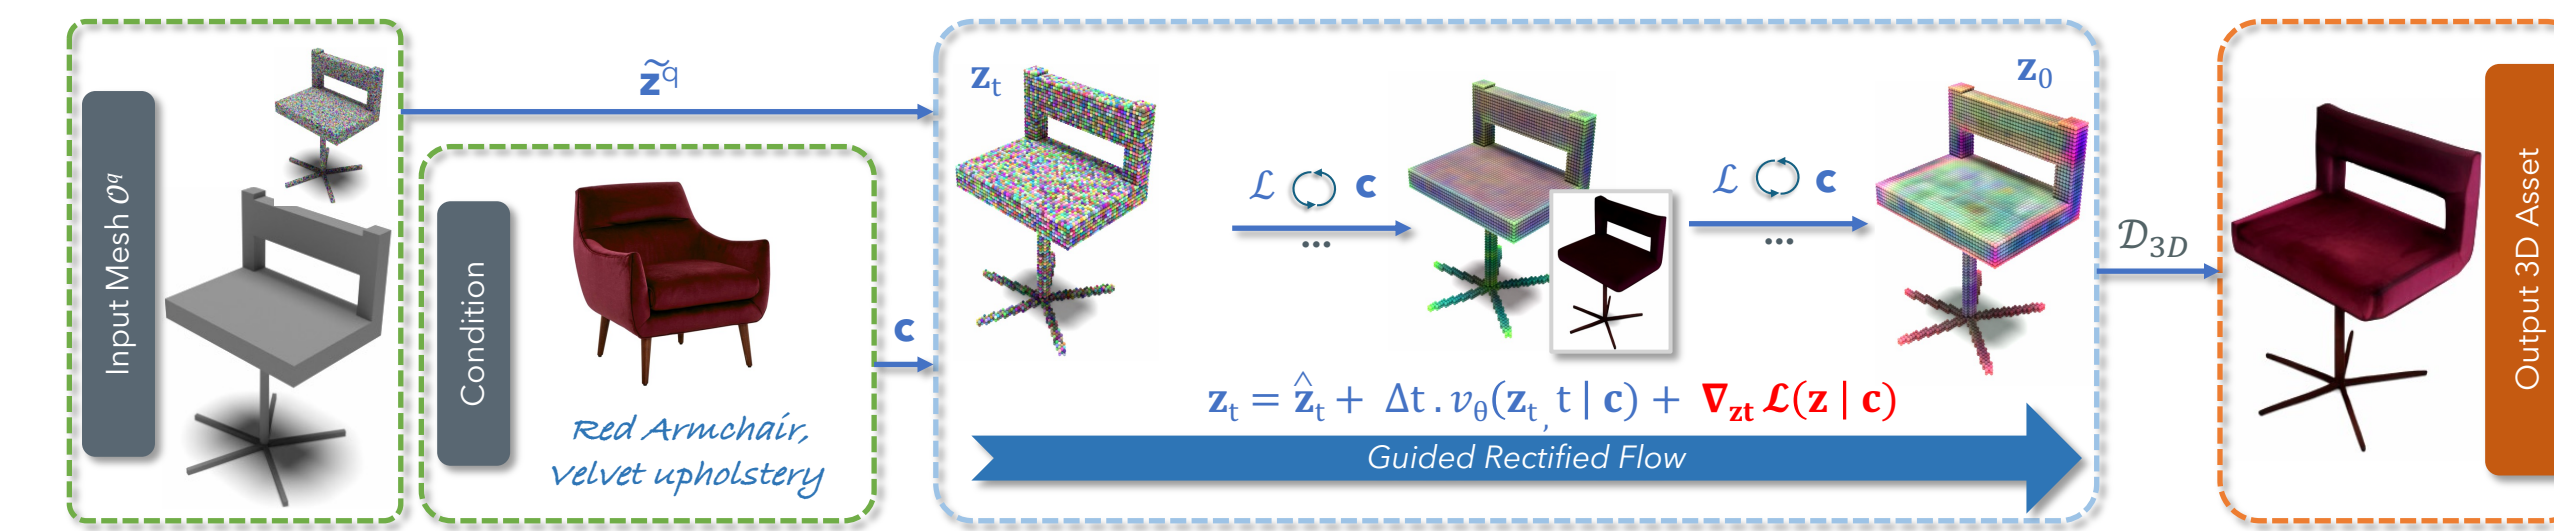 Input Mesh 𝒪^q
z̃^q
Condition
Red Armchair,
Velvet upholstery
c
z_t
ℒ c
...
ℒ c
...
z_0
z_t = ẑ_t + Δt . v_θ(z_t, t | c) + ∇_zt ℒ(z | c)
Guided Rectified Flow
𝒟_3D
Output 3D Asset